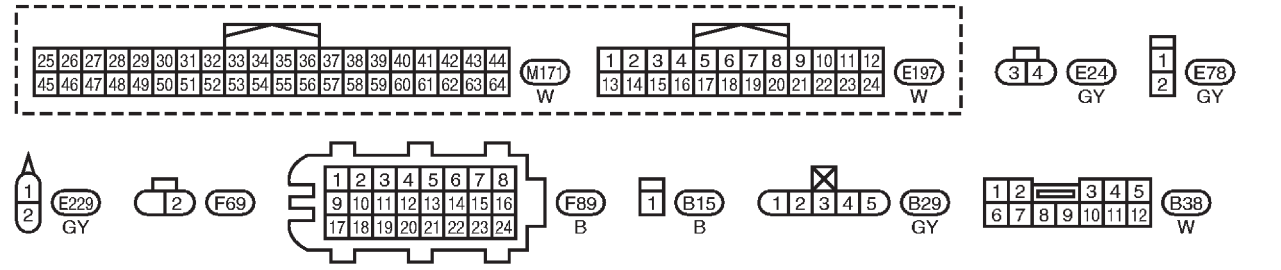 25 26 27 28 29 30 31 32 33 34 35 36 37 38 39 40 41 42 43 44
45 46 47 48 49 50 51 52 53 54 55 56 57 58 59 60 61 62 63 64
M171
W
1 2 3 4 5 6 7 8 9 10 11 12
13 14 15 16 17 18 19 20 21 22 23 24
E197
W
3 4
E24
GY
1
2
E78
GY
1
2
E229
GY
2
F69
1 2 3 4 5 6 7 8
9 10 11 12 13 14 15 16
17 18 19 20 21 22 23 24
F89
B
1
B15
B
1 2 3 4 5
B29
GY
1 2 3 4 5
6 7 8 9 10 11 12
B38
W